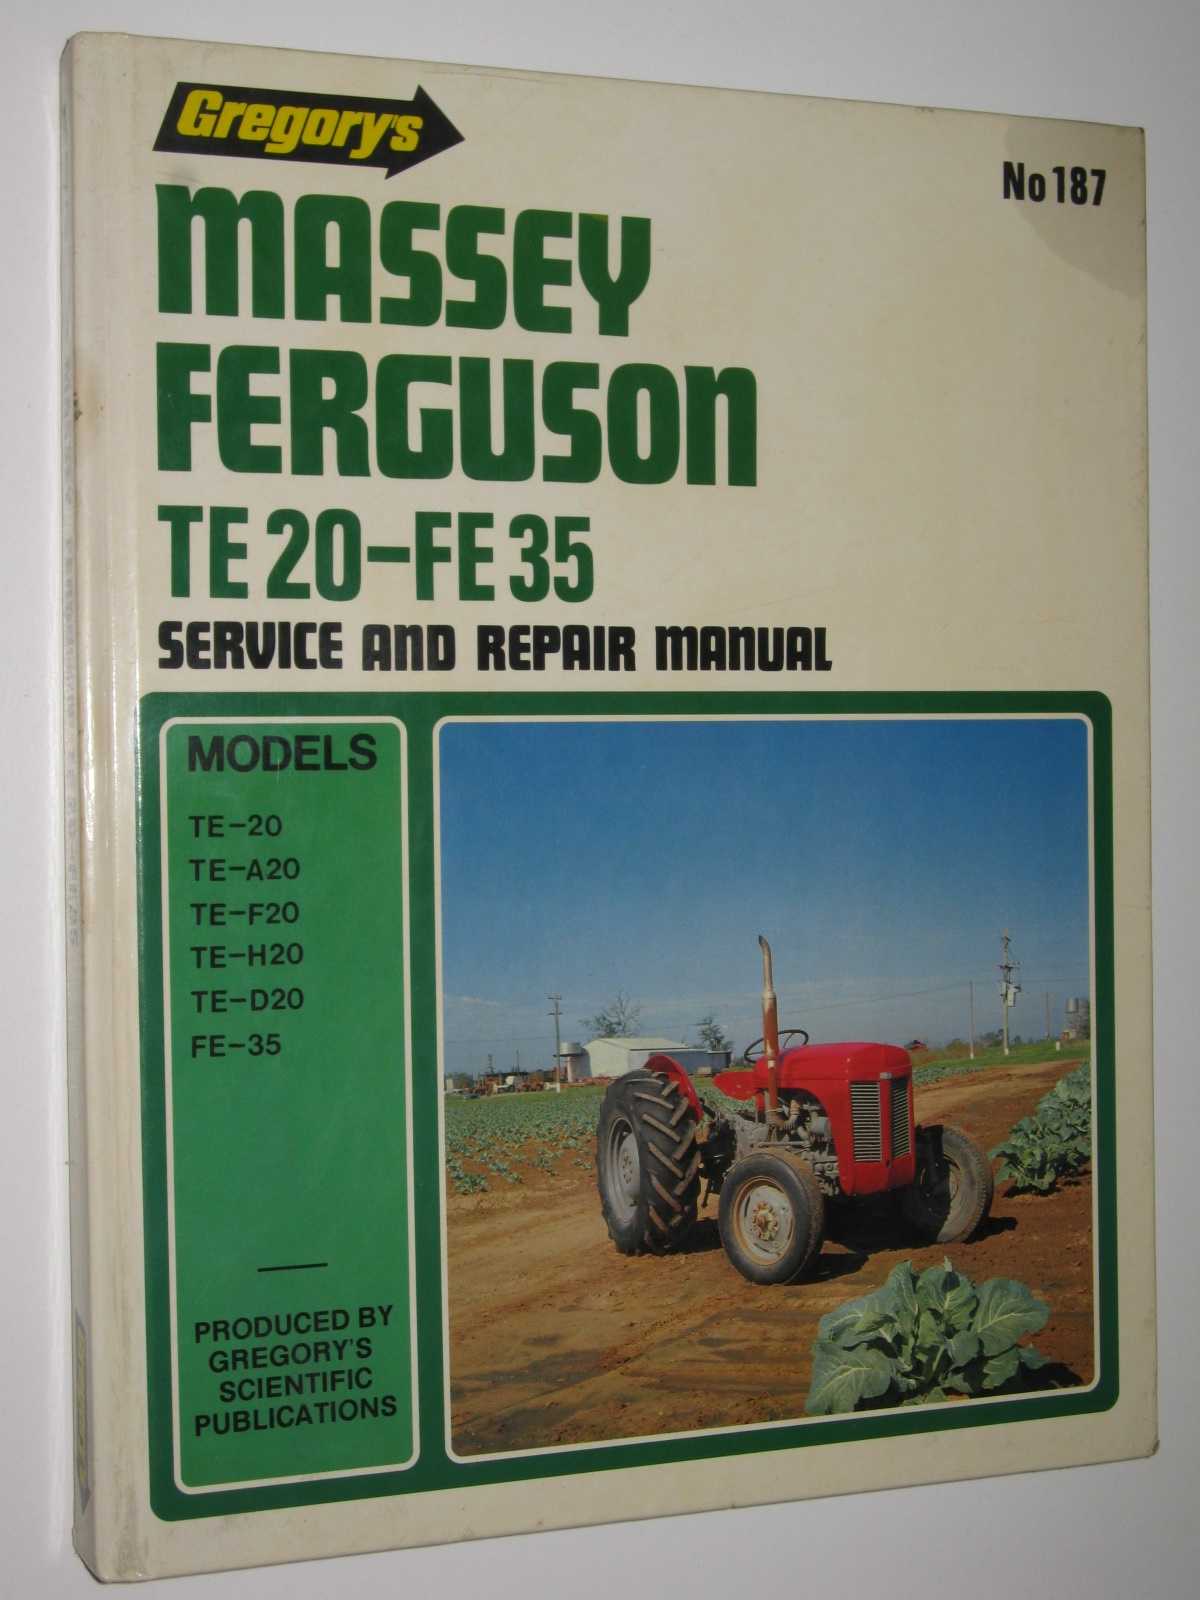 Gregory's
No 187
MASSEY
FERGUSON
TE 20-FE 35
SERVICE AND REPAIR MANUAL
MODELS
TE-20
TE-A20
TE-F20
TE-H20
TE-D20
FE-35
PRODUCED BY
GREGORY'S
SCIENTIFIC
PUBLICATIONS